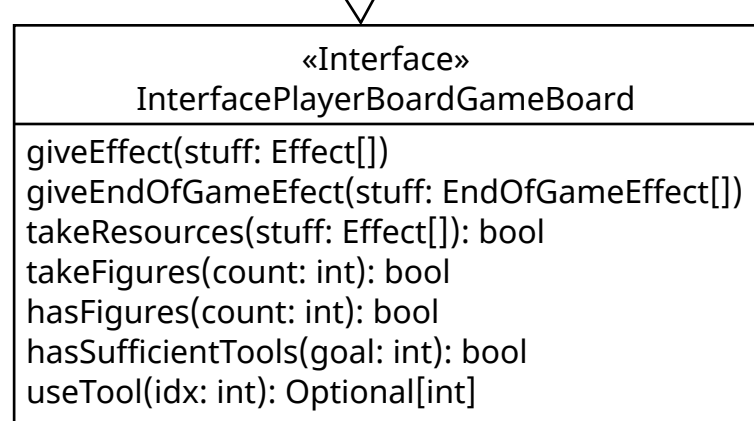 «Interface»
InterfacePlayerBoardGameBoard
giveEffect(stuff: Effect[])
giveEndOfGameEfect(stuff: EndOfGameEffect[])
takeResources(stuff: Effect[]): bool
takeFigures(count: int): bool
hasFigures(count: int): bool
hasSufficientTools(goal: int): bool
useTool(idx: int): Optional[int]